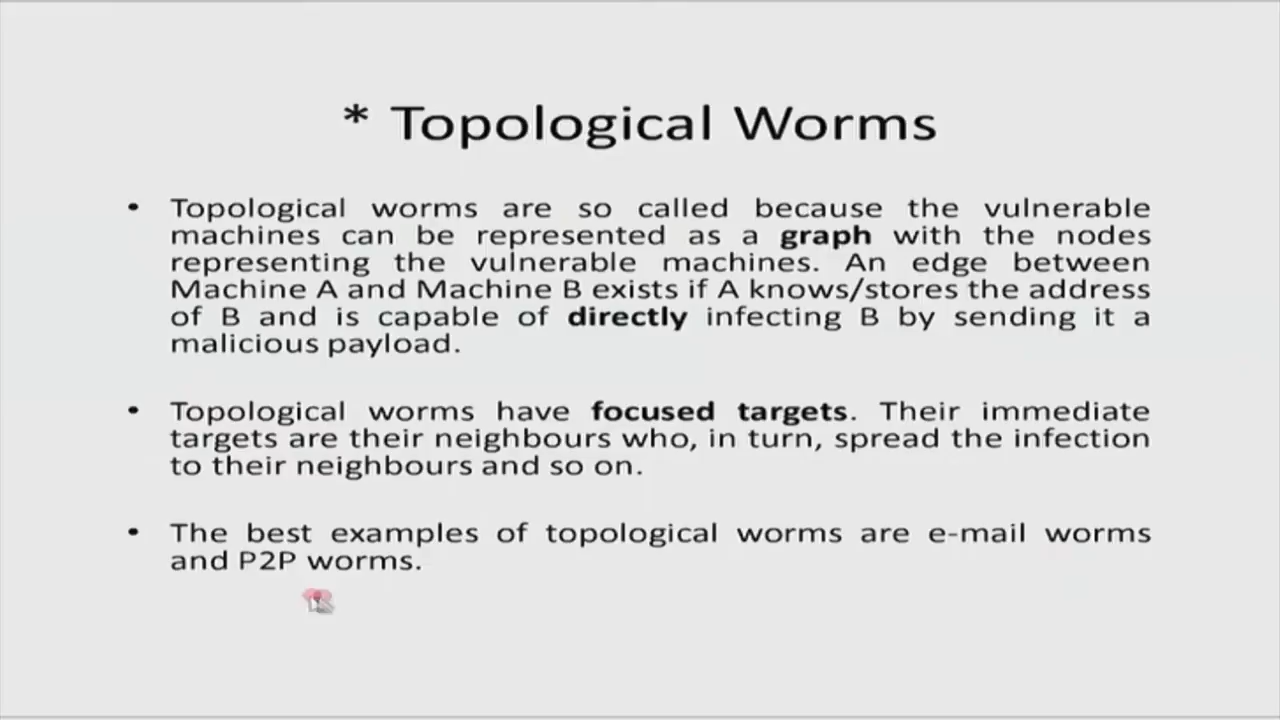 * Topological Worms
• Topological worms are so called because the vulnerable
machines can be represented as a graph with the nodes
representing the vulnerable machines. An edge between
Machine A and Machine B exists if A knows/stores the address
of B and is capable of directly infecting B by sending it a
malicious payload.
• Topological worms have focused targets. Their immediate
targets are their neighbours who, in turn, spread the infection
to their neighbours and so on.
• The best examples of topological worms are e-mail worms
and P2P worms.